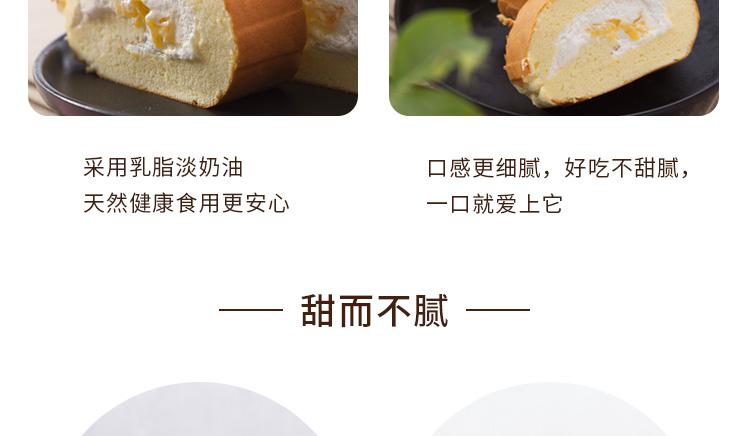 采用乳脂淡奶油
天然健康食用更安心
口感更细腻，好吃不甜腻，
一口就爱上它
甜而不腻